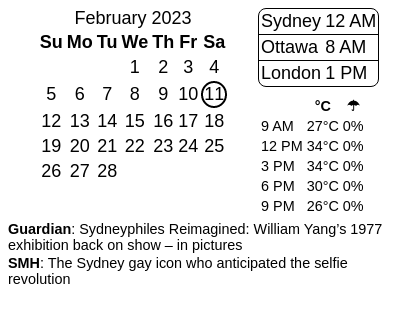 February 2023
Su Mo Tu We Th Fr Sa
1 2 3 4
5 6 7 8 9 10 11
12 13 14 15 16 17 18
19 20 21 22 23 24 25
26 27 28
Sydney 12 AM
Ottawa 8 AM
London 1 PM
°C ☂
9 AM 27°C 0%
12 PM 34°C 0%
3 PM 34°C 0%
6 PM 30°C 0%
9 PM 26°C 0%
Guardian: Sydneyphiles Reimagined: William Yang’s 1977
exhibition back on show – in pictures
SMH: The Sydney gay icon who anticipated the selfie
revolution